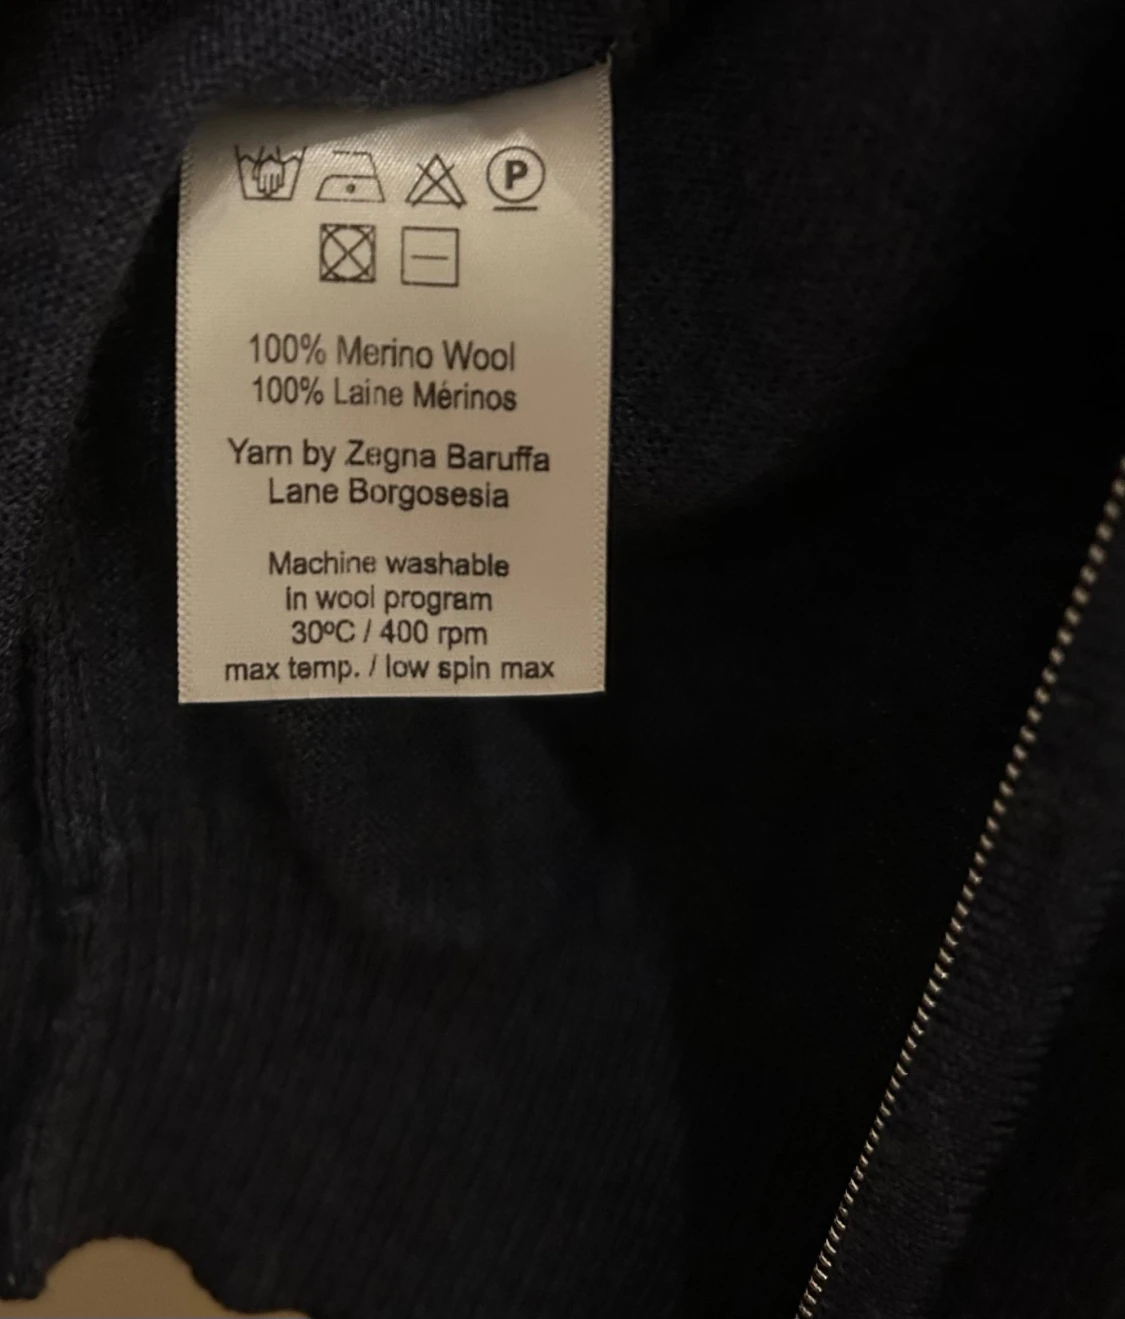 P
100% Merino Wool
100% Laine Mérinos
Yarn by Zegna Baruffa
Lane Borgosesia
Machine washable
in wool program
30ºC / 400 rpm
max temp. / low spin max